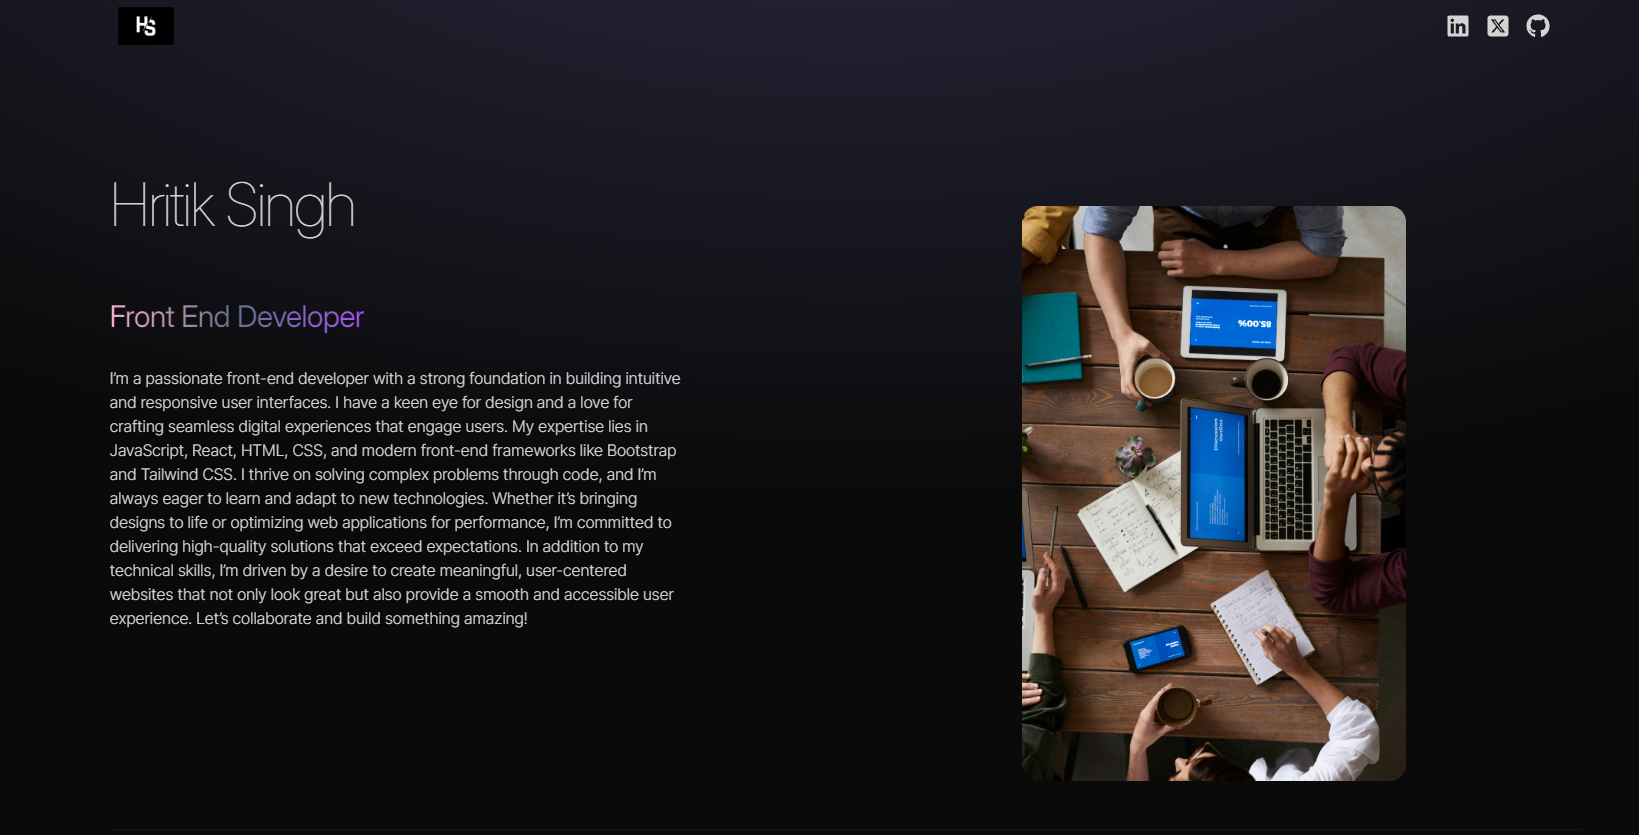 HS
Hritik Singh
Front End Developer
I'm a passionate front-end developer with a strong foundation in building intuitive
and responsive user interfaces. I have a keen eye for design and a love for
crafting seamless digital experiences that engage users. My expertise lies in
JavaScript, React, HTML, CSS, and modern front-end frameworks like Bootstrap
and Tailwind CSS. I thrive on solving complex problems through code, and I'm
always eager to learn and adapt to new technologies. Whether it's bringing
designs to life or optimizing web applications for performance, I'm committed to
delivering high-quality solutions that exceed expectations. In addition to my
technical skills, I'm driven by a desire to create meaningful, user-centered
websites that not only look great but also provide a smooth and accessible user
experience. Let's collaborate and build something amazing!
85.00%
Discussion
Outline